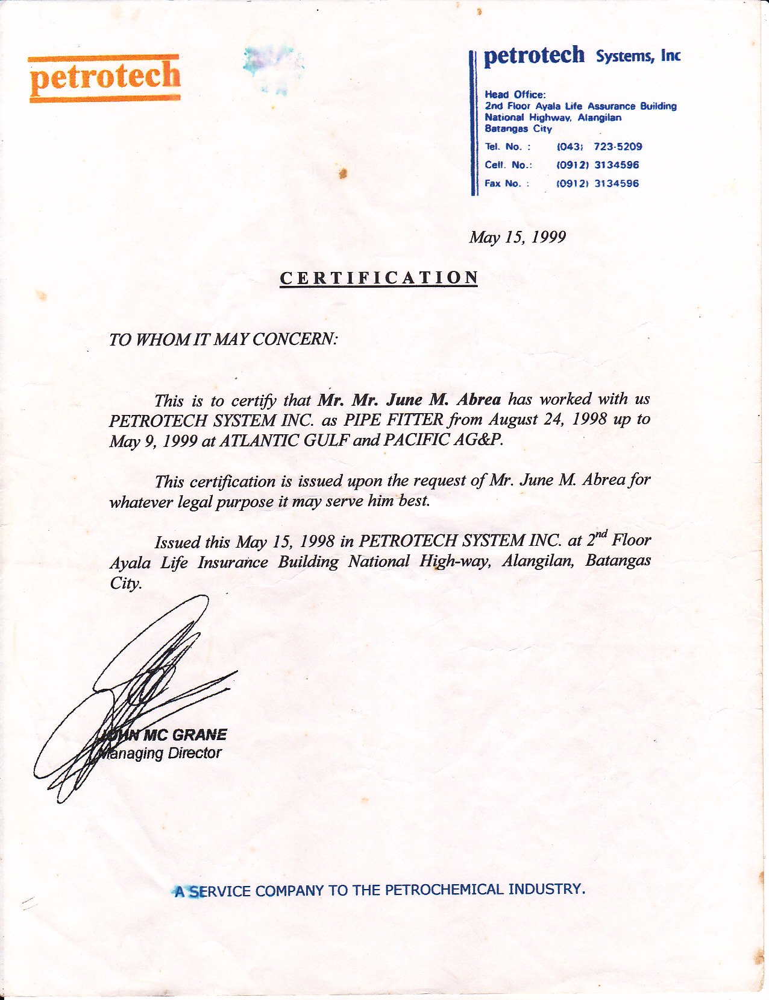 petrotech
petrotech Systems, Inc
Head Office:
2nd Floor Ayala Life Assurance Building
National Highway, Alangilan
Batangas City
Tel. No. : (043) 723-5209
Cell. No.: (0912) 3134596
Fax No. : (0912) 3134596
May 15, 1999
CERTIFICATION
TO WHOM IT MAY CONCERN:
This is to certify that Mr. Mr. June M. Abrea has worked with us
PETROTECH SYSTEM INC. as PIPE FITTER from August 24, 1998 up to
May 9, 1999 at ATLANTIC GULF and PACIFIC AG&P.
This certification is issued upon the request of Mr. June M. Abrea for
whatever legal purpose it may serve him best.
Issued this May 15, 1998 in PETROTECH SYSTEM INC. at 2nd Floor
Ayala Life Insurance Building National High-way, Alangilan, Batangas
City.
JOHN MC GRANE
Managing Director
A SERVICE COMPANY TO THE PETROCHEMICAL INDUSTRY.